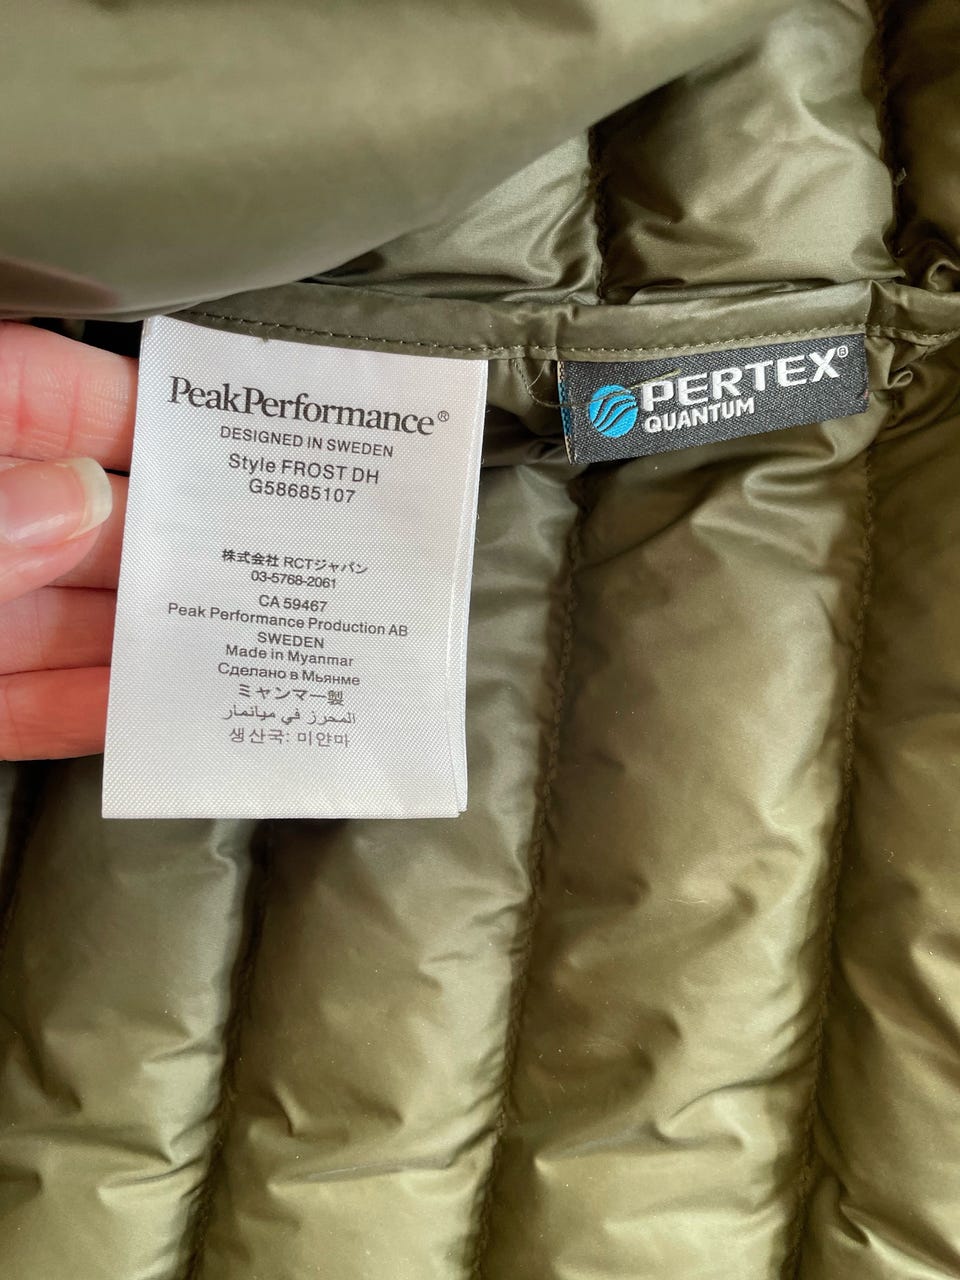 PeakPerformance®
DESIGNED IN SWEDEN
Style FROST DH
G58685107
株式会社 RCTジャパン
03-5768-2061
CA 59467
Peak Performance Production AB
SWEDEN
Made in Myanmar
Сделано в Мьянме
ミャンマー製
المحرز في ميانمار
생산국: 미얀마
PERTEX®
QUANTUM